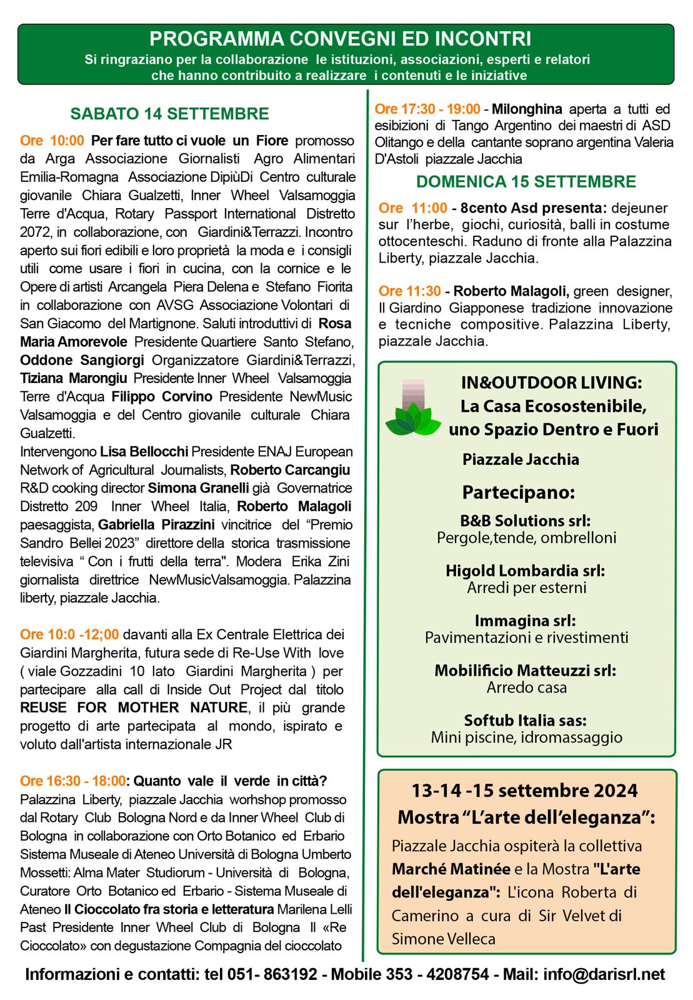 PROGRAMMA CONVEGNI ED INCONTRI
Si ringraziano per la collaborazione le istituzioni, associazioni, esperti e relatori
che hanno contribuito a realizzare i contenuti e le iniziative
SABATO 14 SETTEMBRE
Ore 10:00 Per fare tutto ci vuole un Fiore promosso
da Arga Associazione Giornalisti Agro Alimentari
Emilia-Romagna Associazione DipiùDi Centro culturale
giovanile Chiara Gualzetti, Inner Wheel Valsamoggia
Terre d'Acqua, Rotary Passport International Distretto
2072, in collaborazione, con Giardini&Terrazzi. Incontro
aperto sui fiori edibili e loro proprietà la moda e i consigli
utili come usare i fiori in cucina, con la cornice e le
Opere di artisti Arcangela Piera Delena e Stefano Fiorita
in collaborazione con AVSG Associazione Volontari di
San Giacomo del Martignone. Saluti introduttivi di Rosa
Maria Amorevole Presidente Quartiere Santo Stefano,
Oddone Sangiorgi Organizzatore Giardini&Terrazzi,
Tiziana Marongiu Presidente Inner Wheel Valsamoggia
Terre d'Acqua Filippo Corvino Presidente NewMusic
Valsamoggia e del Centro giovanile culturale Chiara
Gualzetti.
Intervengono Lisa Bellocchi Presidente ENAJ European
Network of Agricultural Journalists, Roberto Carcangiu
R&D cooking director Simona Granelli già Governatrice
Distretto 209 Inner Wheel Italia, Roberto Malagoli
paesaggista, Gabriella Pirazzini vincitrice del “Premio
Sandro Bellei 2023” direttore della storica trasmissione
televisiva “ Con i frutti della terra". Modera Erika Zini
giornalista direttrice NewMusicValsamoggia. Palazzina
liberty, piazzale Jacchia.
Ore 10:0 -12;00 davanti alla Ex Centrale Elettrica dei
Giardini Margherita, futura sede di Re-Use With love
( viale Gozzadini 10 lato Giardini Margherita ) per
partecipare alla call di Inside Out Project dal titolo
REUSE FOR MOTHER NATURE, il più grande
progetto di arte partecipata al mondo, ispirato e
voluto dall'artista internazionale JR
Ore 16:30 - 18:00: Quanto vale il verde in città?
Palazzina Liberty, piazzale Jacchia worhshop promosso
dal Rotary Club Bologna Nord e da Inner Wheel Club di
Bologna in collaborazione con Orto Botanico ed Erbario
Sistema Museale di Ateneo Università di Bologna Umberto
Mossetti: Alma Mater Studiorum - Università di Bologna,
Curatore Orto Botanico ed Erbario - Sistema Museale di
Ateneo Il Cioccolato fra storia e letteratura Marilena Lelli
Past Presidente Inner Wheel Club di Bologna Il «Re
Cioccolato» con degustazione Compagnia del cioccolato
Ore 17:30 - 19:00 - Milonghina aperta a tutti ed
esibizioni di Tango Argentino dei maestri di ASD
Olitango e della cantante soprano argentina Valeria
D'Astoli piazzale Jacchia
DOMENICA 15 SETTEMBRE
Ore 11:00 - 8cento Asd presenta: dejeuner
sur l’herbe, giochi, curiosità, balli in costume
ottocenteschi. Raduno di fronte alla Palazzina
Liberty, piazzale Jacchia.
Ore 11:30 - Roberto Malagoli, green designer,
Il Giardino Giapponese tradizione innovazione
e tecniche compositive. Palazzina Liberty,
piazzale Jacchia.
IN&OUTDOOR LIVING:
La Casa Ecosostenibile,
uno Spazio Dentro e Fuori
Piazzale Jacchia
Partecipano:
B&B Solutions srl:
Pergole,tende, ombrelloni
Higold Lombardia srl:
Arredi per esterni
Immagina srl:
Pavimentazioni e rivestimenti
Mobilificio Matteuzzi srl:
Arredo casa
Softub Italia sas:
Mini piscine, idromassaggio
13-14 -15 settembre 2024
Mostra “L’arte dell’eleganza”:
Piazzale Jacchia ospiterà la collettiva
Marché Matinée e la Mostra "L'arte
dell'eleganza": L'icona Roberta di
Camerino a cura di Sir Velvet di
Simone Velleca
Informazioni e contatti: tel 051- 863192 - Mobile 353 - 4208754 - Mail: info@darisrl.net